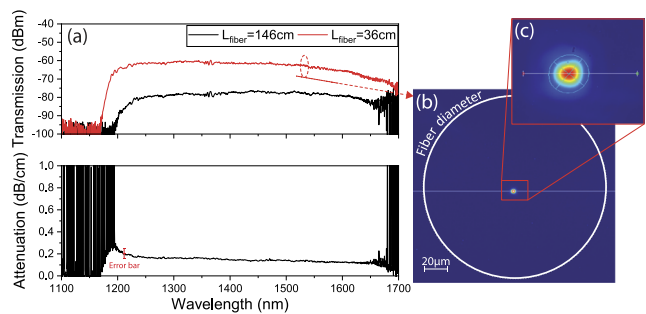 (a)
L_fiber=146cm
L_fiber=36cm
Transmission (dBm)
-40
-50
-60
-70
-80
-90
-100
Attenuation (dB/cm)
1.0
0.8
0.6
0.4
0.2
0.0
Error bar
1100
1200
1300
1400
1500
1600
1700
Wavelength (nm)
(b)
Fiber diameter
20μm
(c)